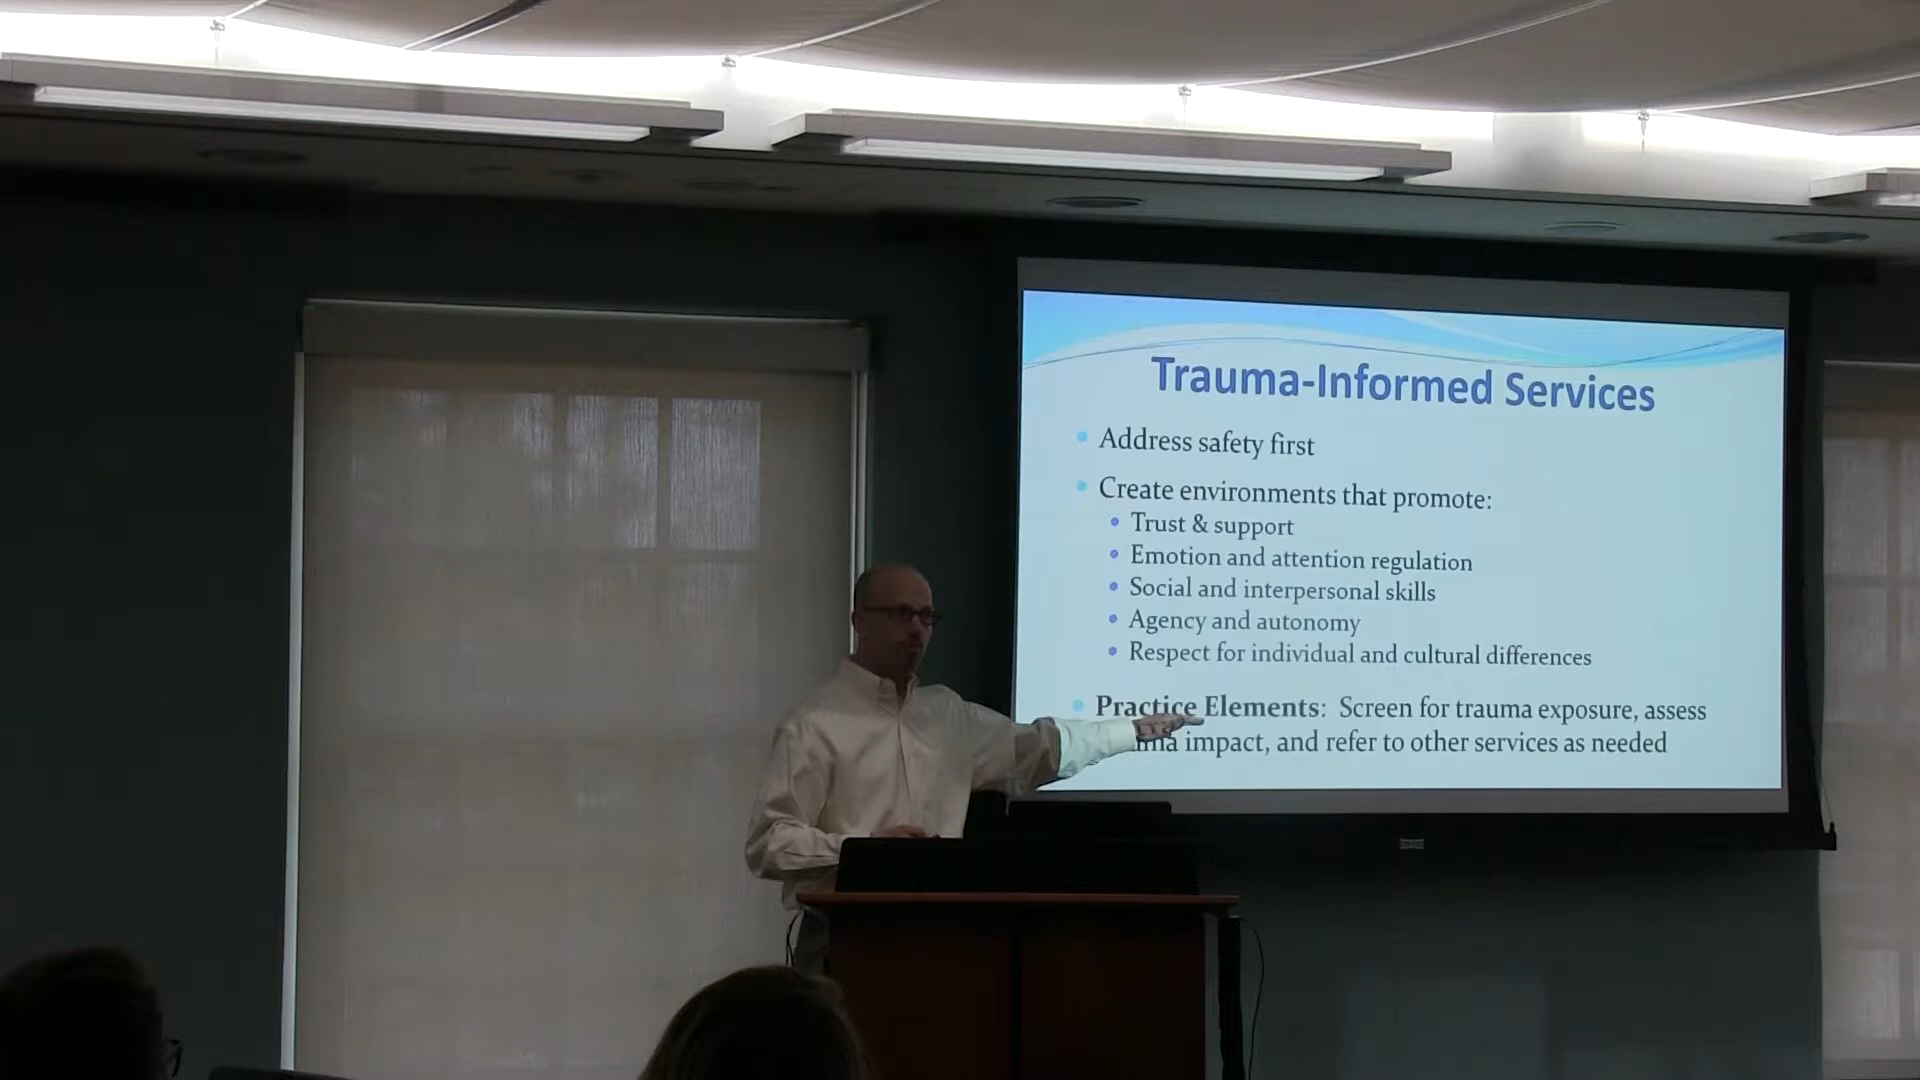 Trauma-Informed Services
Address safety first
Create environments that promote:
Trust & support
Emotion and attention regulation
Social and interpersonal skills
Agency and autonomy
Respect for individual and cultural differences
Practice Elements: Screen for trauma exposure, assess
impact, and refer to other services as needed